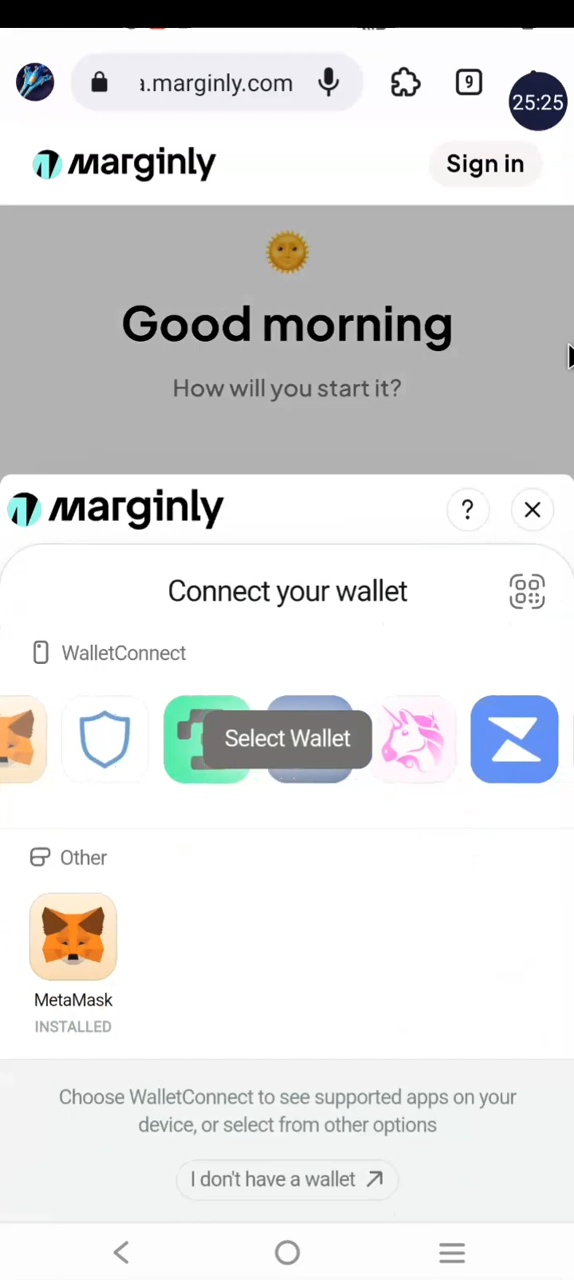 a.marginly.com
9
25:25
marginly
Sign in
Good morning
How will you start it?
marginly
?
Connect your wallet
WalletConnect
Select Wallet
Other
MetaMask
INSTALLED
Choose WalletConnect to see supported apps on your
device, or select from other options
I don't have a wallet